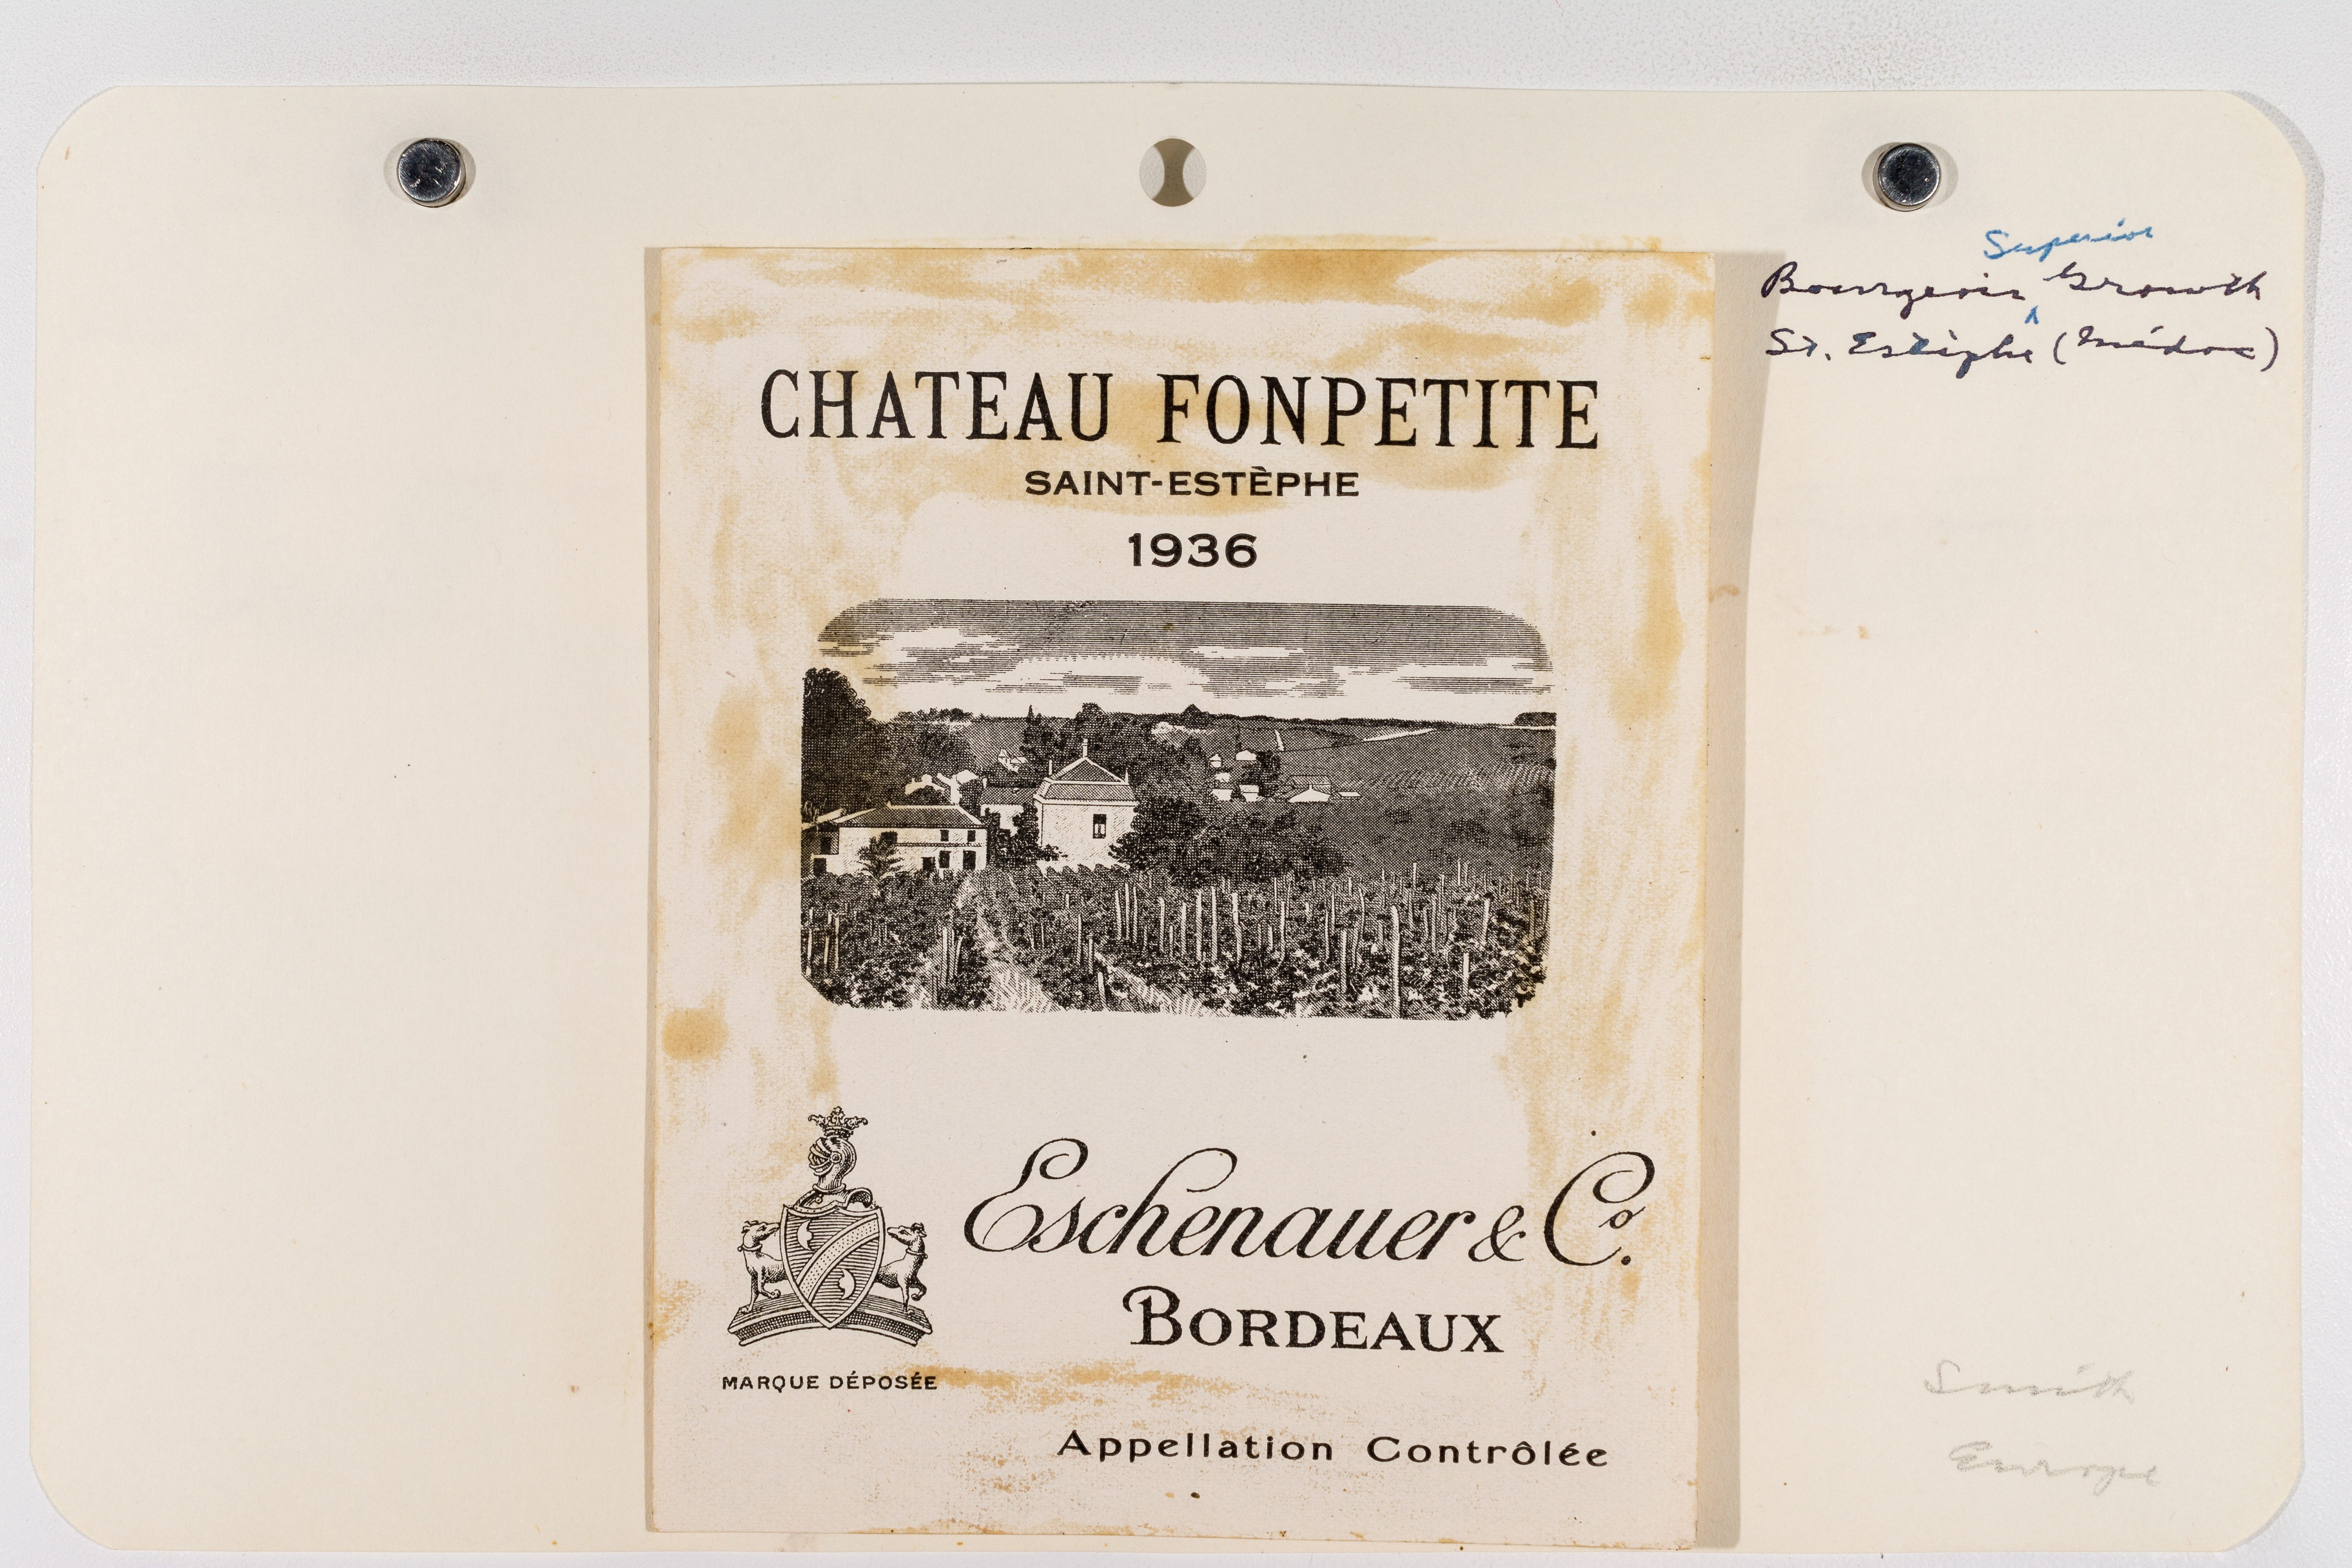 Superior
Bourgeois Growth
St. Estèphe (Médoc)
CHATEAU FONPETITE
SAINT-ESTÈPHE
1936
Eschenauer & Co.
BORDEAUX
MARQUE DÉPOSÉE
Appellation Contrôlée
Smith
Europe